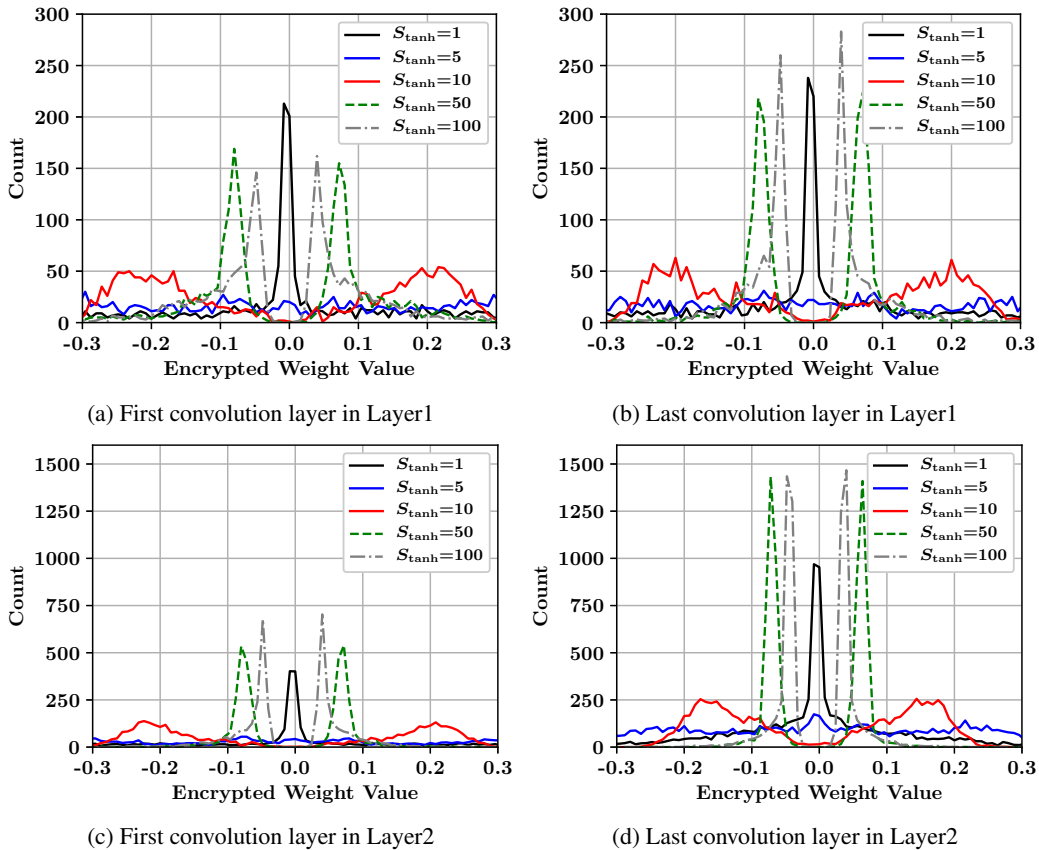 300
250
200
150
100
50
0
Count
-0.3 -0.2 -0.1 0.0 0.1 0.2 0.3
Encrypted Weight Value
S_tanh=1
S_tanh=5
S_tanh=10
S_tanh=50
S_tanh=100
(a) First convolution layer in Layer1
300
250
200
150
100
50
0
Count
-0.3 -0.2 -0.1 0.0 0.1 0.2 0.3
Encrypted Weight Value
S_tanh=1
S_tanh=5
S_tanh=10
S_tanh=50
S_tanh=100
(b) Last convolution layer in Layer1
1500
1250
1000
750
500
250
0
Count
-0.3 -0.2 -0.1 0.0 0.1 0.2 0.3
Encrypted Weight Value
S_tanh=1
S_tanh=5
S_tanh=10
S_tanh=50
S_tanh=100
(c) First convolution layer in Layer2
1500
1250
1000
750
500
250
0
Count
-0.3 -0.2 -0.1 0.0 0.1 0.2 0.3
Encrypted Weight Value
S_tanh=1
S_tanh=5
S_tanh=10
S_tanh=50
S_tanh=100
(d) Last convolution layer in Layer2